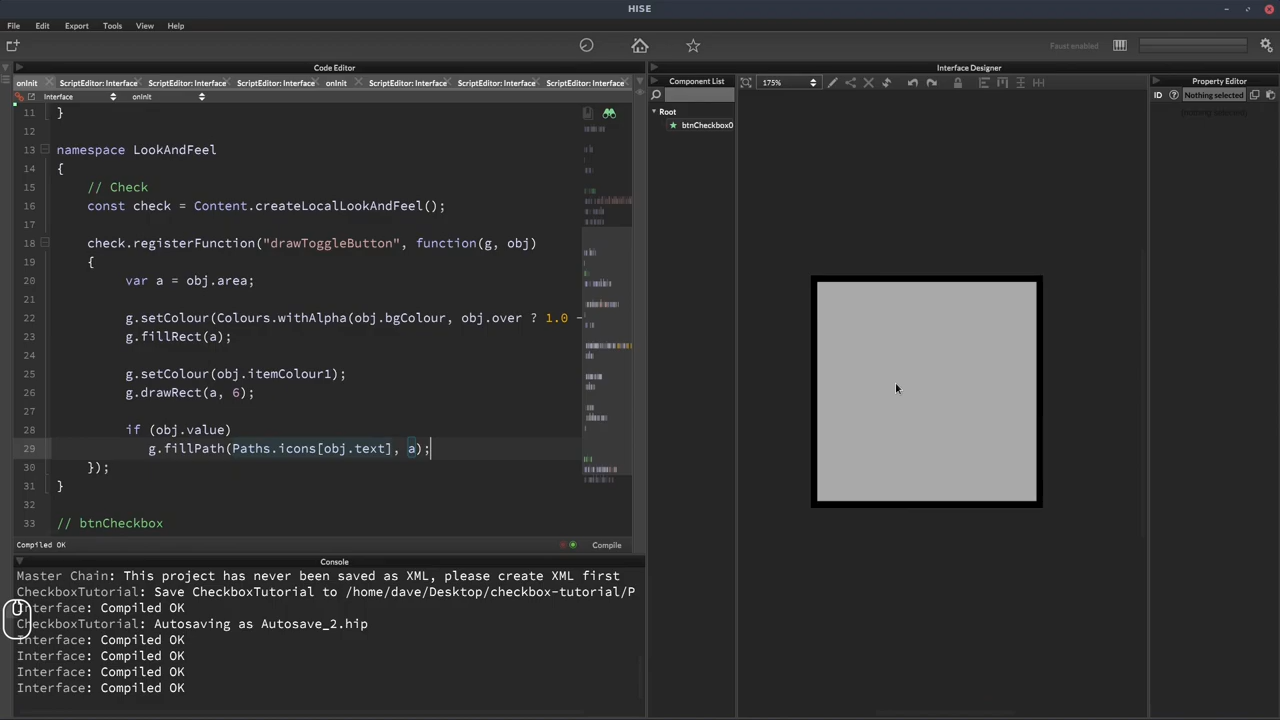 HISE
File Edit Export Tools View Help
Faust enabled
Code Editor
Interface Designer
onInit ScriptEditor: Interface ScriptEditor: Interface ScriptEditor: Interface onInit ScriptEditor: Interface ScriptEditor: Interface ScriptEditor: Interface
Component List
175%
Property Editor
Interface onInit
ID Nothing selected
(nothing selected)
Root
btnCheckbox0
11 }
12
13 namespace LookAndFeel
14 {
15 // Check
16 const check = Content.createLocalLookAndFeel();
17
18 check.registerFunction("drawToggleButton", function(g, obj)
19 {
20 var a = obj.area;
21
22 g.setColour(Colours.withAlpha(obj.bgColour, obj.over ? 1.0 -
23 g.fillRect(a);
24
25 g.setColour(obj.itemColour1);
26 g.drawRect(a, 6);
27
28 if (obj.value)
29 g.fillPath(Paths.icons[obj.text], a);
30 });
31 }
32
33 // btnCheckbox
Compiled OK
Compile
Console
Master Chain: This project has never been saved as XML, please create XML first
CheckboxTutorial: Save CheckboxTutorial to /home/dave/Desktop/checkbox-tutorial/P
Interface: Compiled OK
CheckboxTutorial: Autosaving as Autosave_2.hip
Interface: Compiled OK
Interface: Compiled OK
Interface: Compiled OK
Interface: Compiled OK